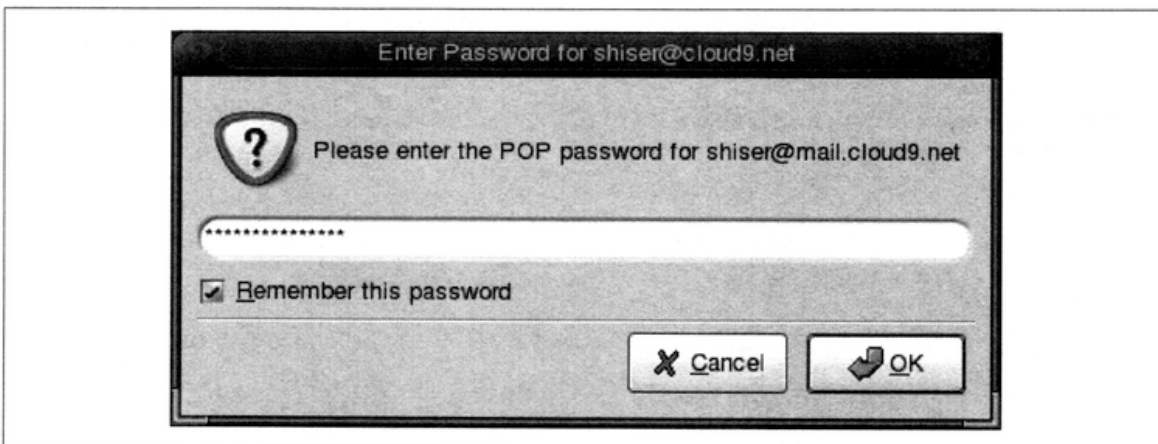 Enter Password for shiser@cloud9.net
Please enter the POP password for shiser@mail.cloud9.net
***************
Remember this password
Cancel
OK